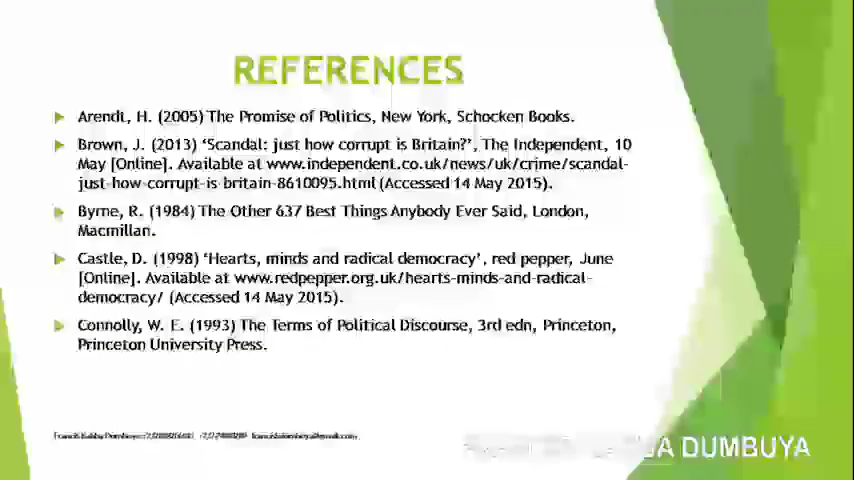 REFERENCES
Arendt, H. (2005) The Promise of Politics, New York, Schocken Books.
Brown, J. (2013) ‘Scandal: just how corrupt is Britain?’, The Independent, 10
May [Online]. Available at www.independent.co.uk/news/uk/crime/scandal-
just-how-corrupt-is-britain-8610095.html (Accessed 14 May 2015).
Byrne, R. (1984) The Other 637 Best Things Anybody Ever Said, London,
Macmillan.
Castle, D. (1998) ‘Hearts, minds and radical democracy’, red pepper, June
[Online]. Available at www.redpepper.org.uk/hearts-minds-and-radical-
democracy/ (Accessed 14 May 2015).
Connolly, W. E. (1993) The Terms of Political Discourse, 3rd edn, Princeton,
Princeton University Press.
DUMBUYA